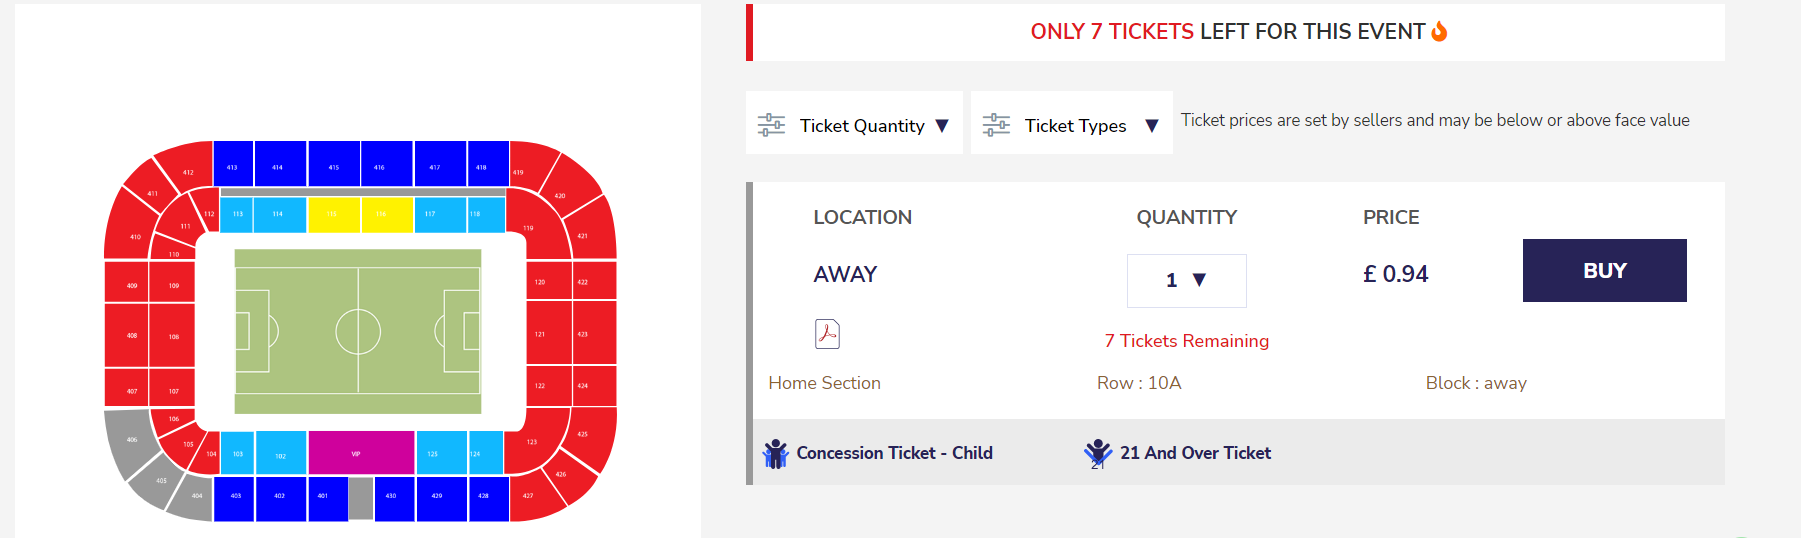 ONLY 7 TICKETS LEFT FOR THIS EVENT
Ticket Quantity ▼ Ticket Types ▼ Ticket prices are set by sellers and may be below or above face value
LOCATION QUANTITY PRICE
AWAY 1 ▼ £ 0.94 BUY
7 Tickets Remaining
Home Section Row : 10A Block : away
Concession Ticket - Child 21 21 And Over Ticket
413 414 415 416 417 418
412 419
411 420
112 113 114 115 116 117 118
111 119
410 421
110
409 109 120 422
408 108 121 423
407 107 122 424
106
406 105 123 425
104 103 102 VIP 125 124
405 426
404 403 402 401 430 429 428 427